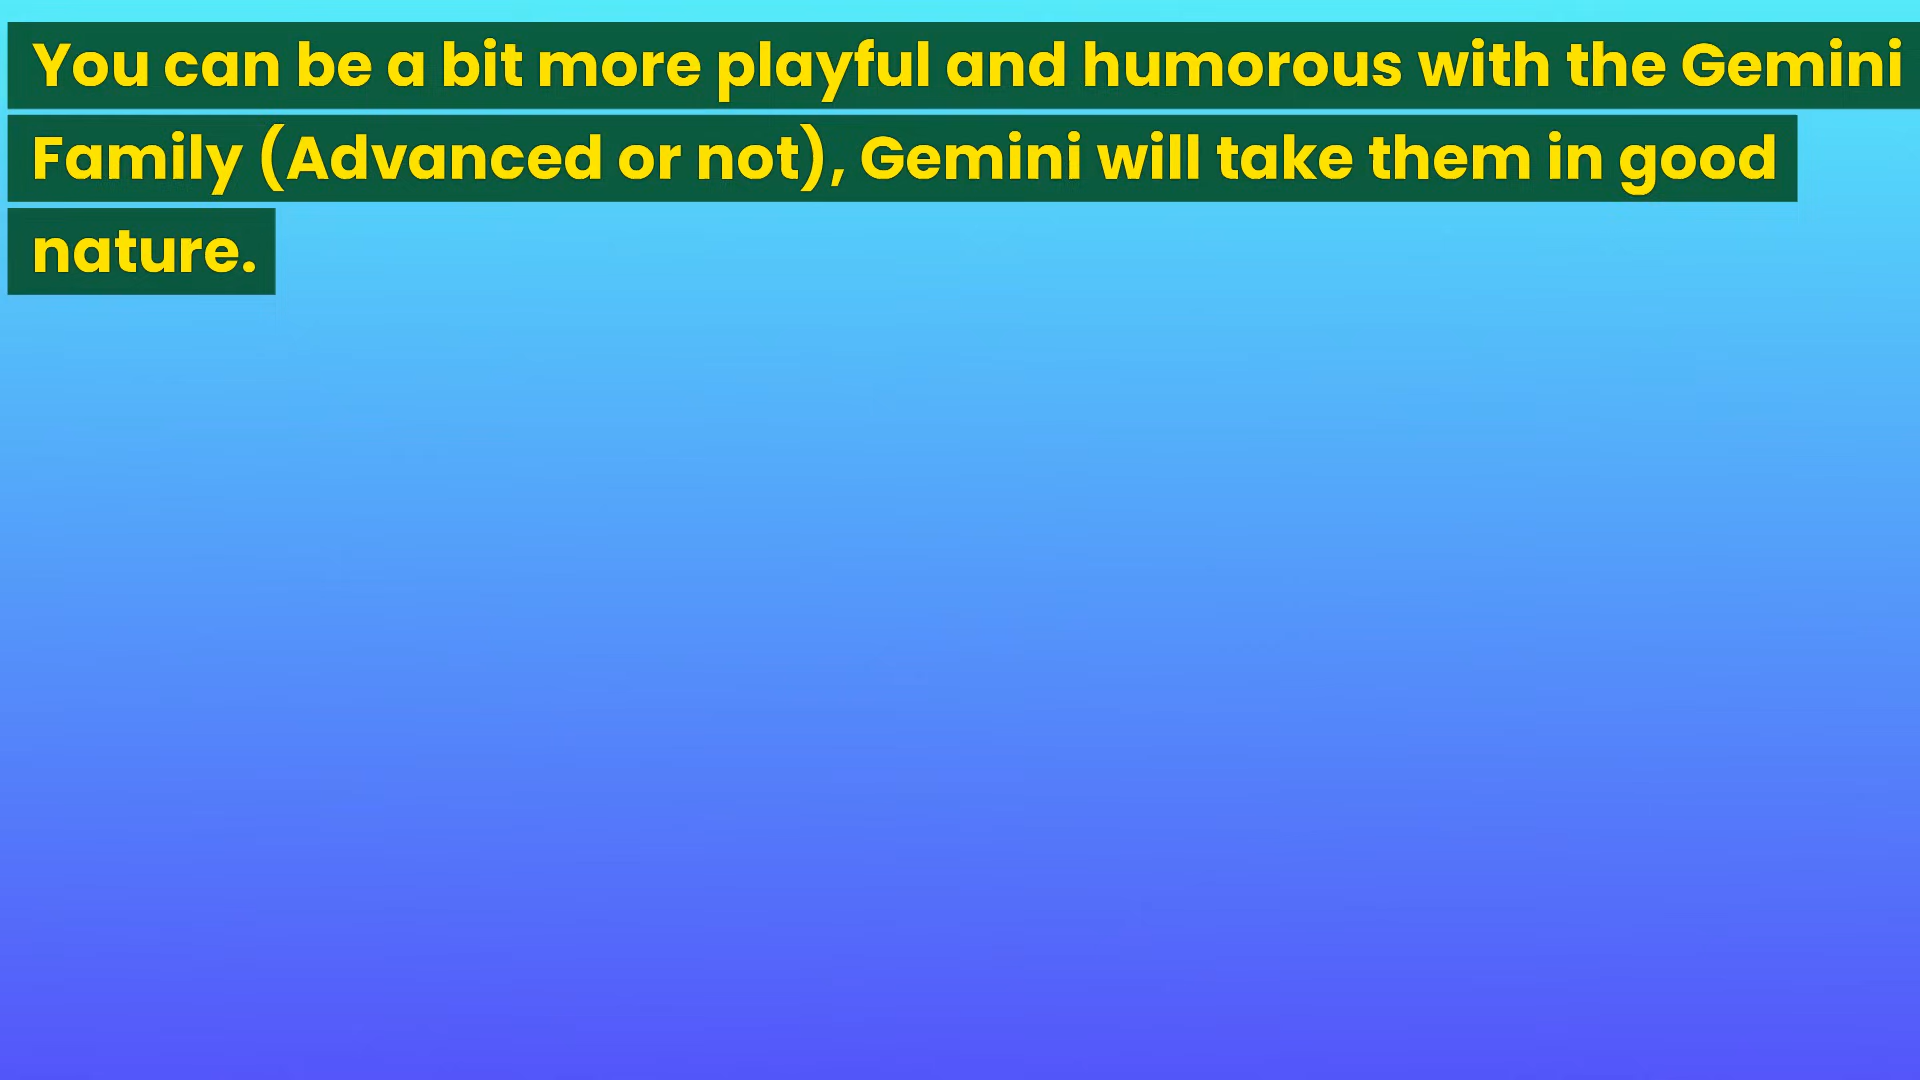 You can be a bit more playful and humorous with the Gemini
Family (Advanced or not), Gemini will take them in good
nature.